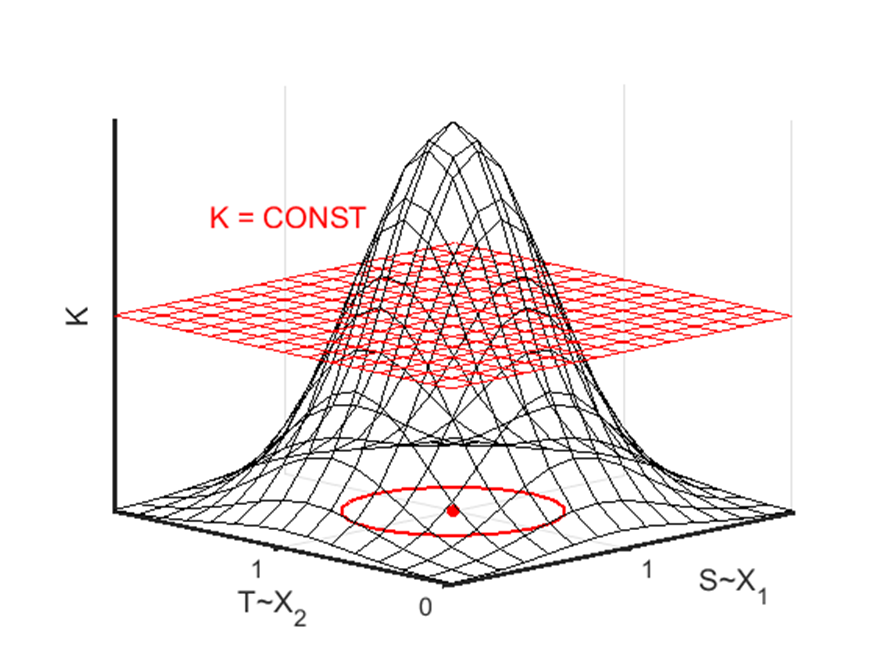 K = CONST
K
1
1
T~X₂
S~X₁
0